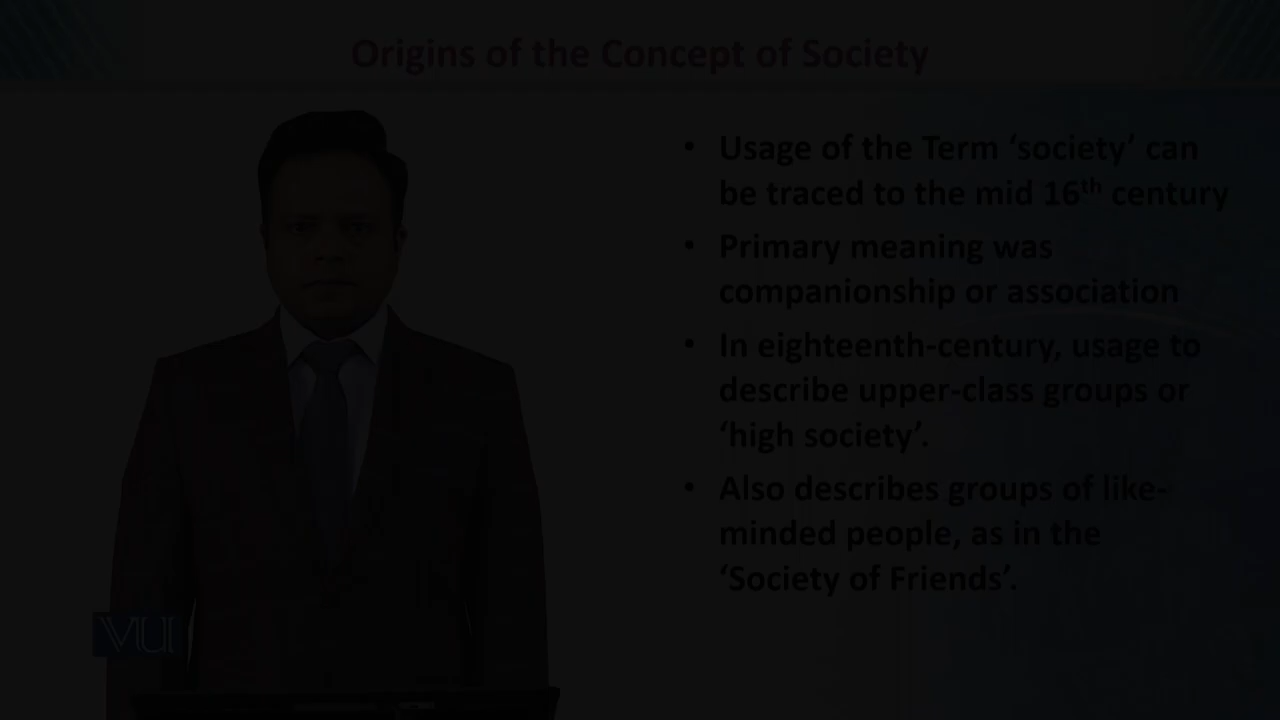 Origins of the Concept of Society
• Usage of the Term ‘society’ can
be traced to the mid 16th century
• Primary meaning was
companionship or association
• In eighteenth-century, usage to
describe upper-class groups or
‘high society’.
• Also describes groups of like-
minded people, as in the
‘Society of Friends’.
VU